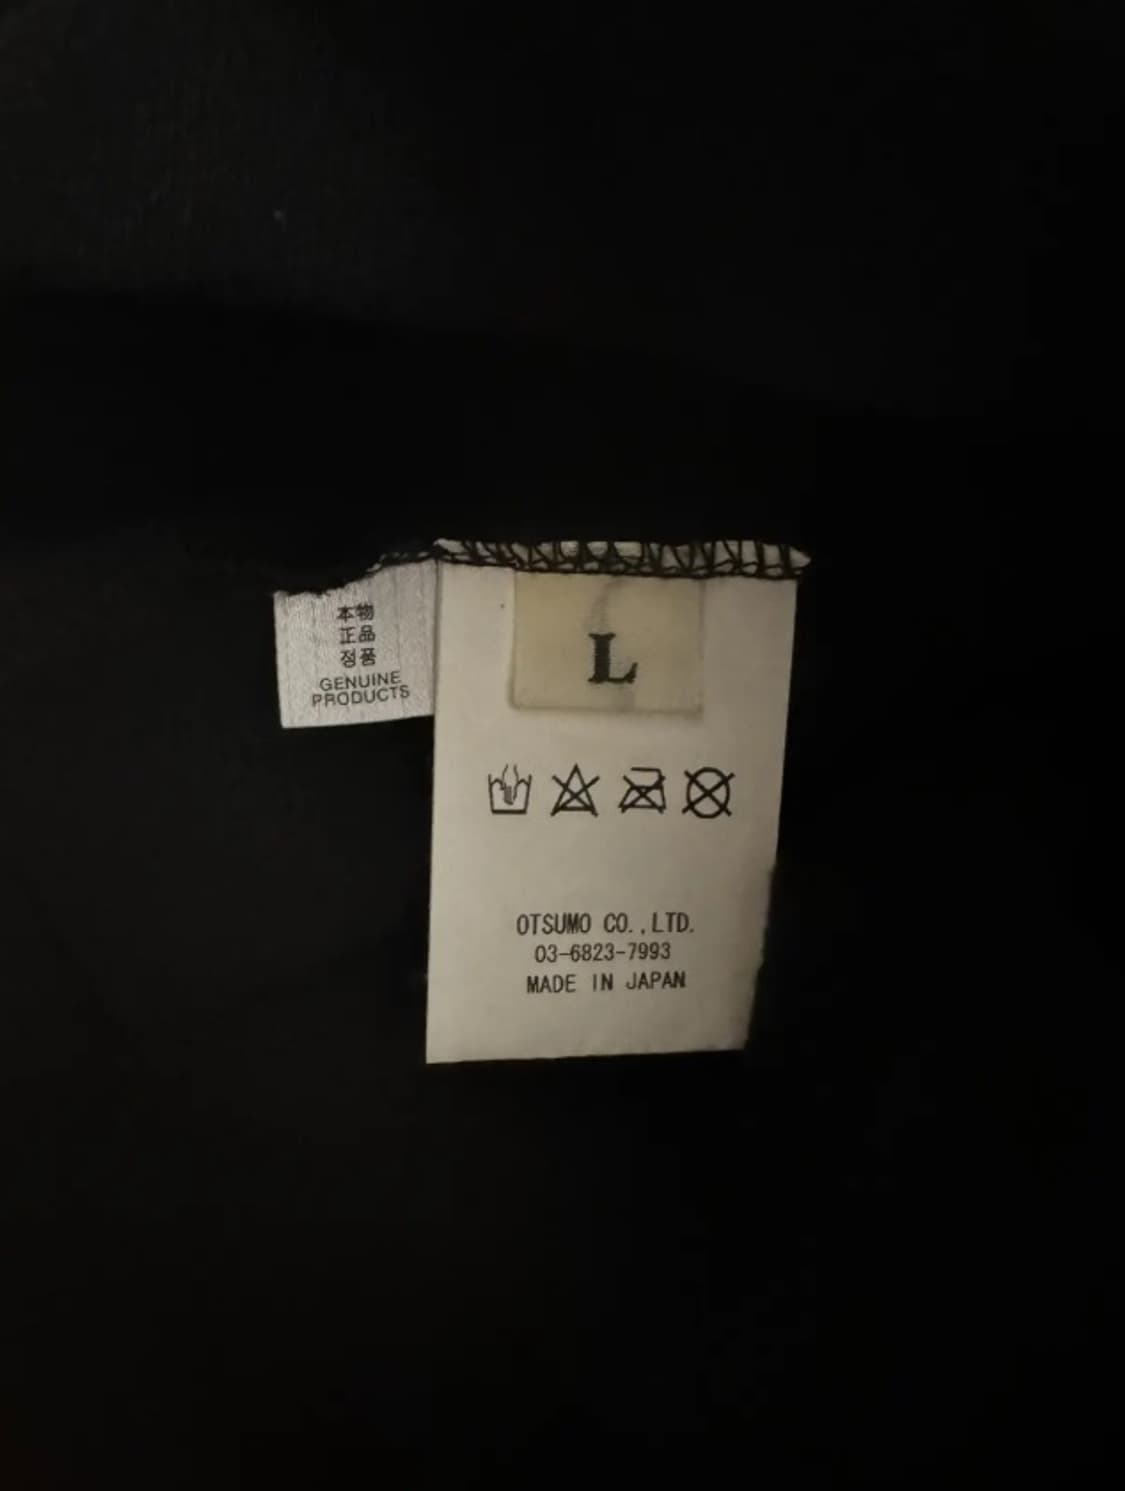 本物
正品
정품
GENUINE
PRODUCTS
L
OTSUMO CO.,LTD.
03-6823-7993
MADE IN JAPAN